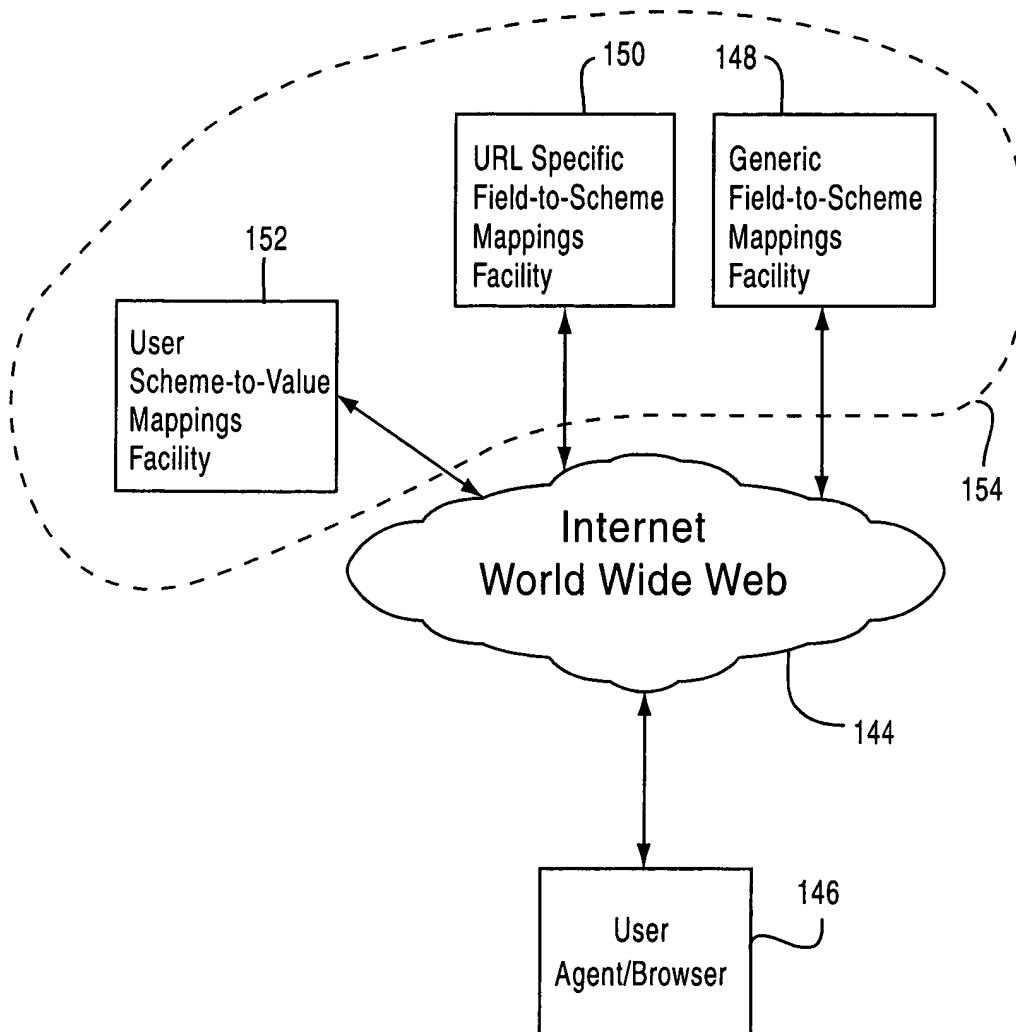 150
148
URL Specific
Field-to-Scheme
Mappings
Facility
Generic
Field-to-Scheme
Mappings
Facility
152
User
Scheme-to-Value
Mappings
Facility
154
Internet
World Wide Web
144
146
User
Agent/Browser